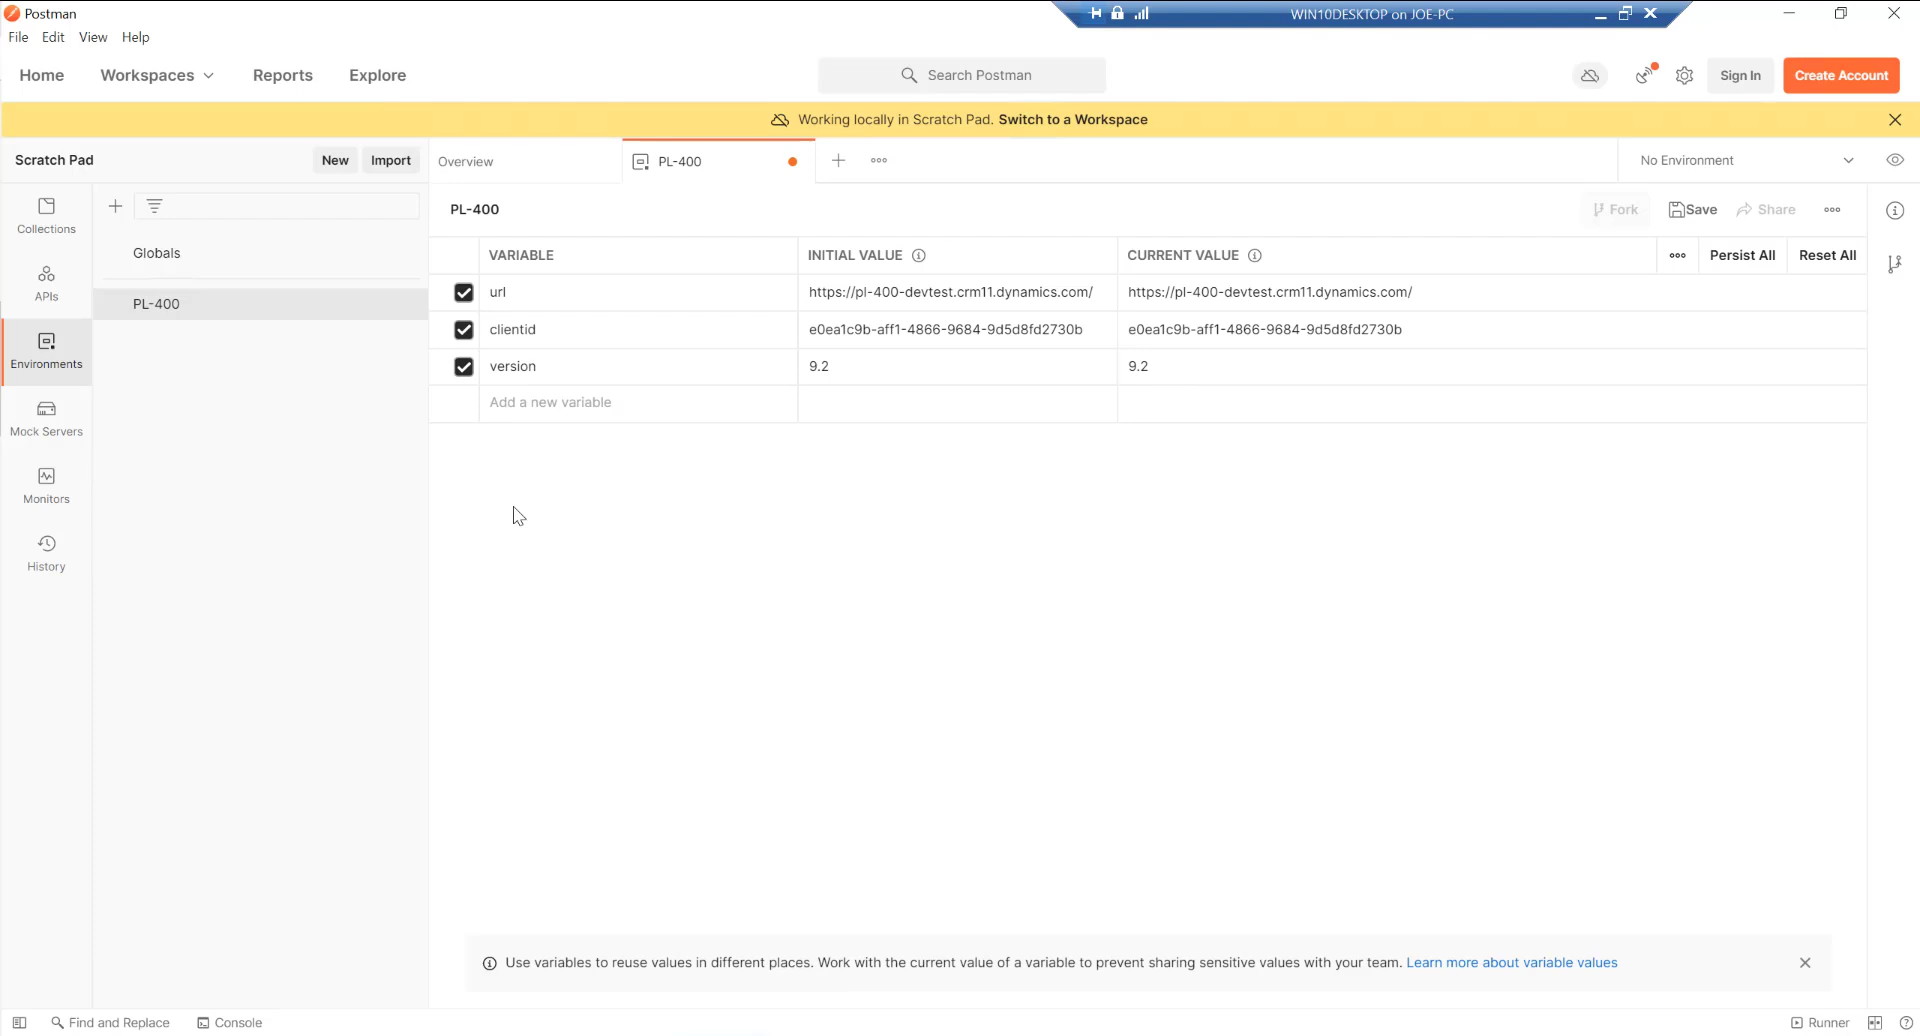 Postman
WIN10DESKTOP on JOE-PC
File Edit View Help
Home Workspaces Reports Explore
Search Postman
Sign In Create Account
Working locally in Scratch Pad. Switch to a Workspace
Scratch Pad New Import
Overview PL-400
No Environment
Collections
APIs
Environments
Mock Servers
Monitors
History
Globals
PL-400
PL-400 Fork Save Share
VARIABLE INITIAL VALUE CURRENT VALUE Persist All Reset All
url https://pl-400-devtest.crm11.dynamics.com/ https://pl-400-devtest.crm11.dynamics.com/
clientid e0ea1c9b-aff1-4866-9684-9d5d8fd2730b e0ea1c9b-aff1-4866-9684-9d5d8fd2730b
version 9.2 9.2
Add a new variable
Use variables to reuse values in different places. Work with the current value of a variable to prevent sharing sensitive values with your team. Learn more about variable values
Find and Replace Console Runner